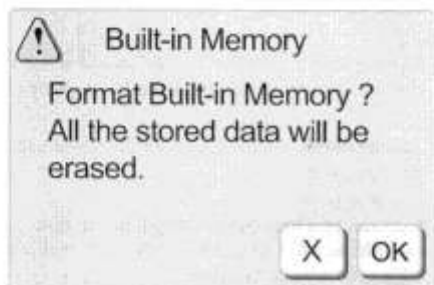 Built-in Memory
Format Built-in Memory ?
All the stored data will be
erased.
X OK